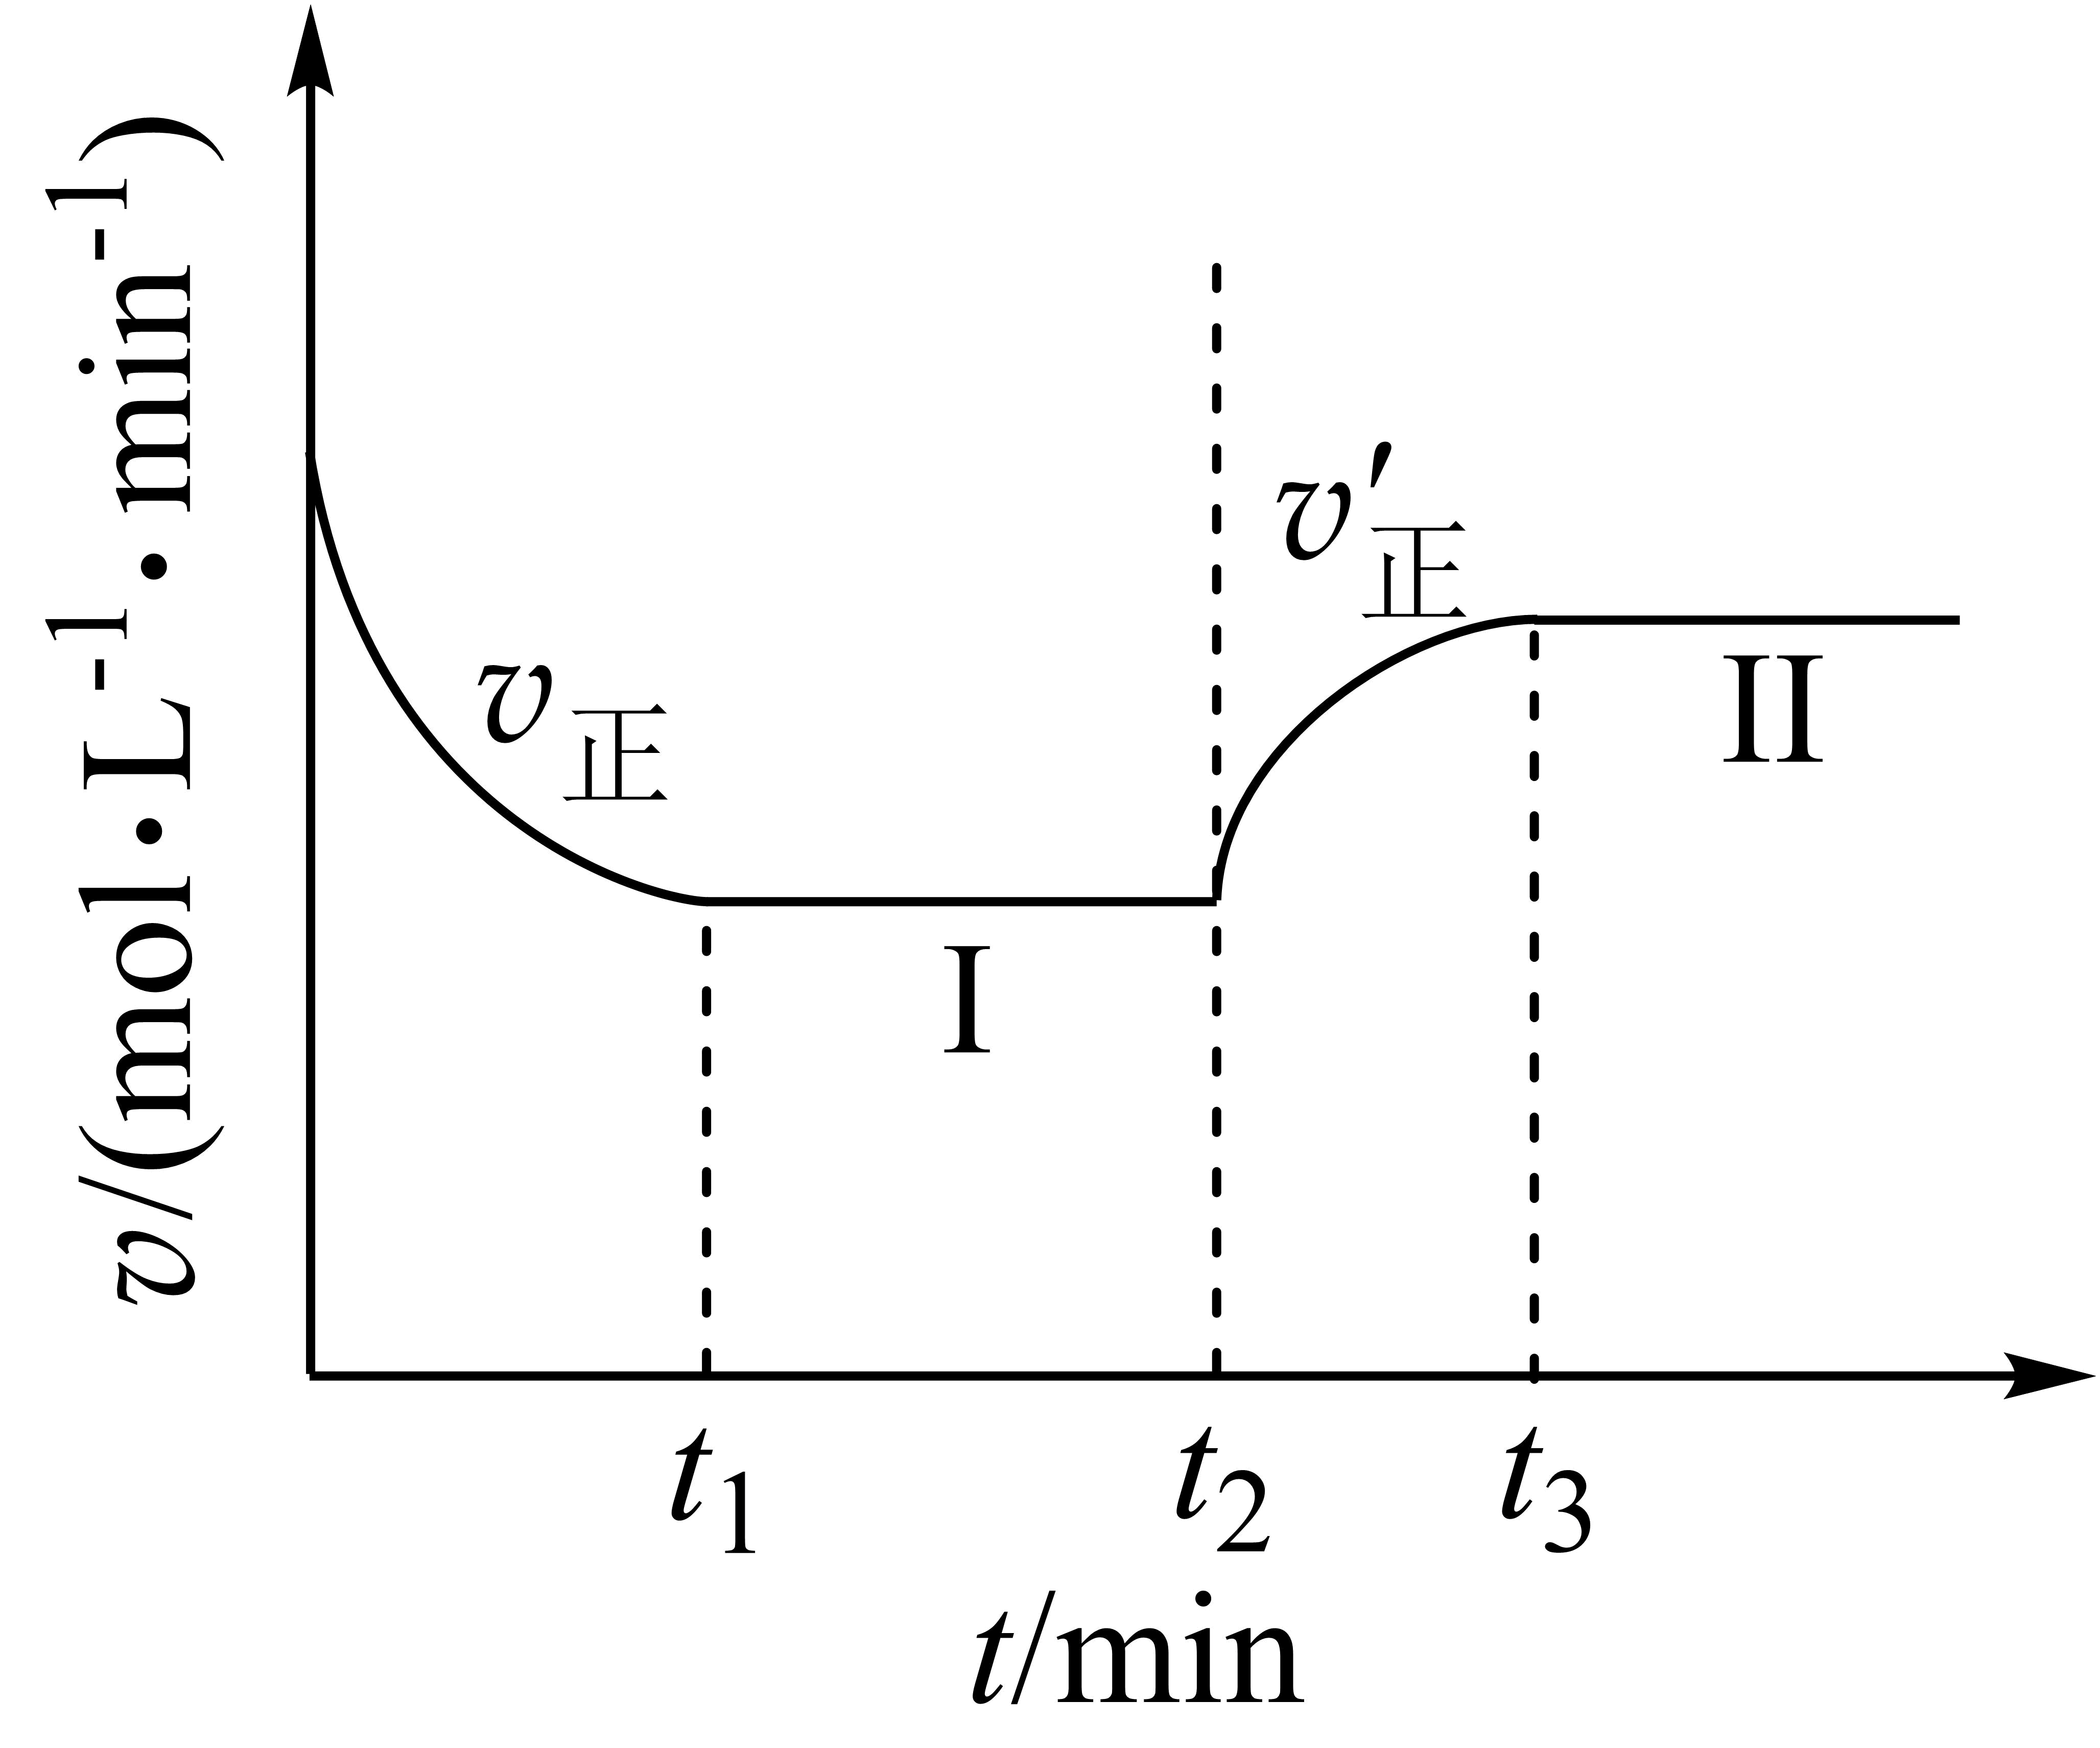 v/(mol·L-1·min-1)
v正
v′正
I
II
t1
t2
t3
t/min